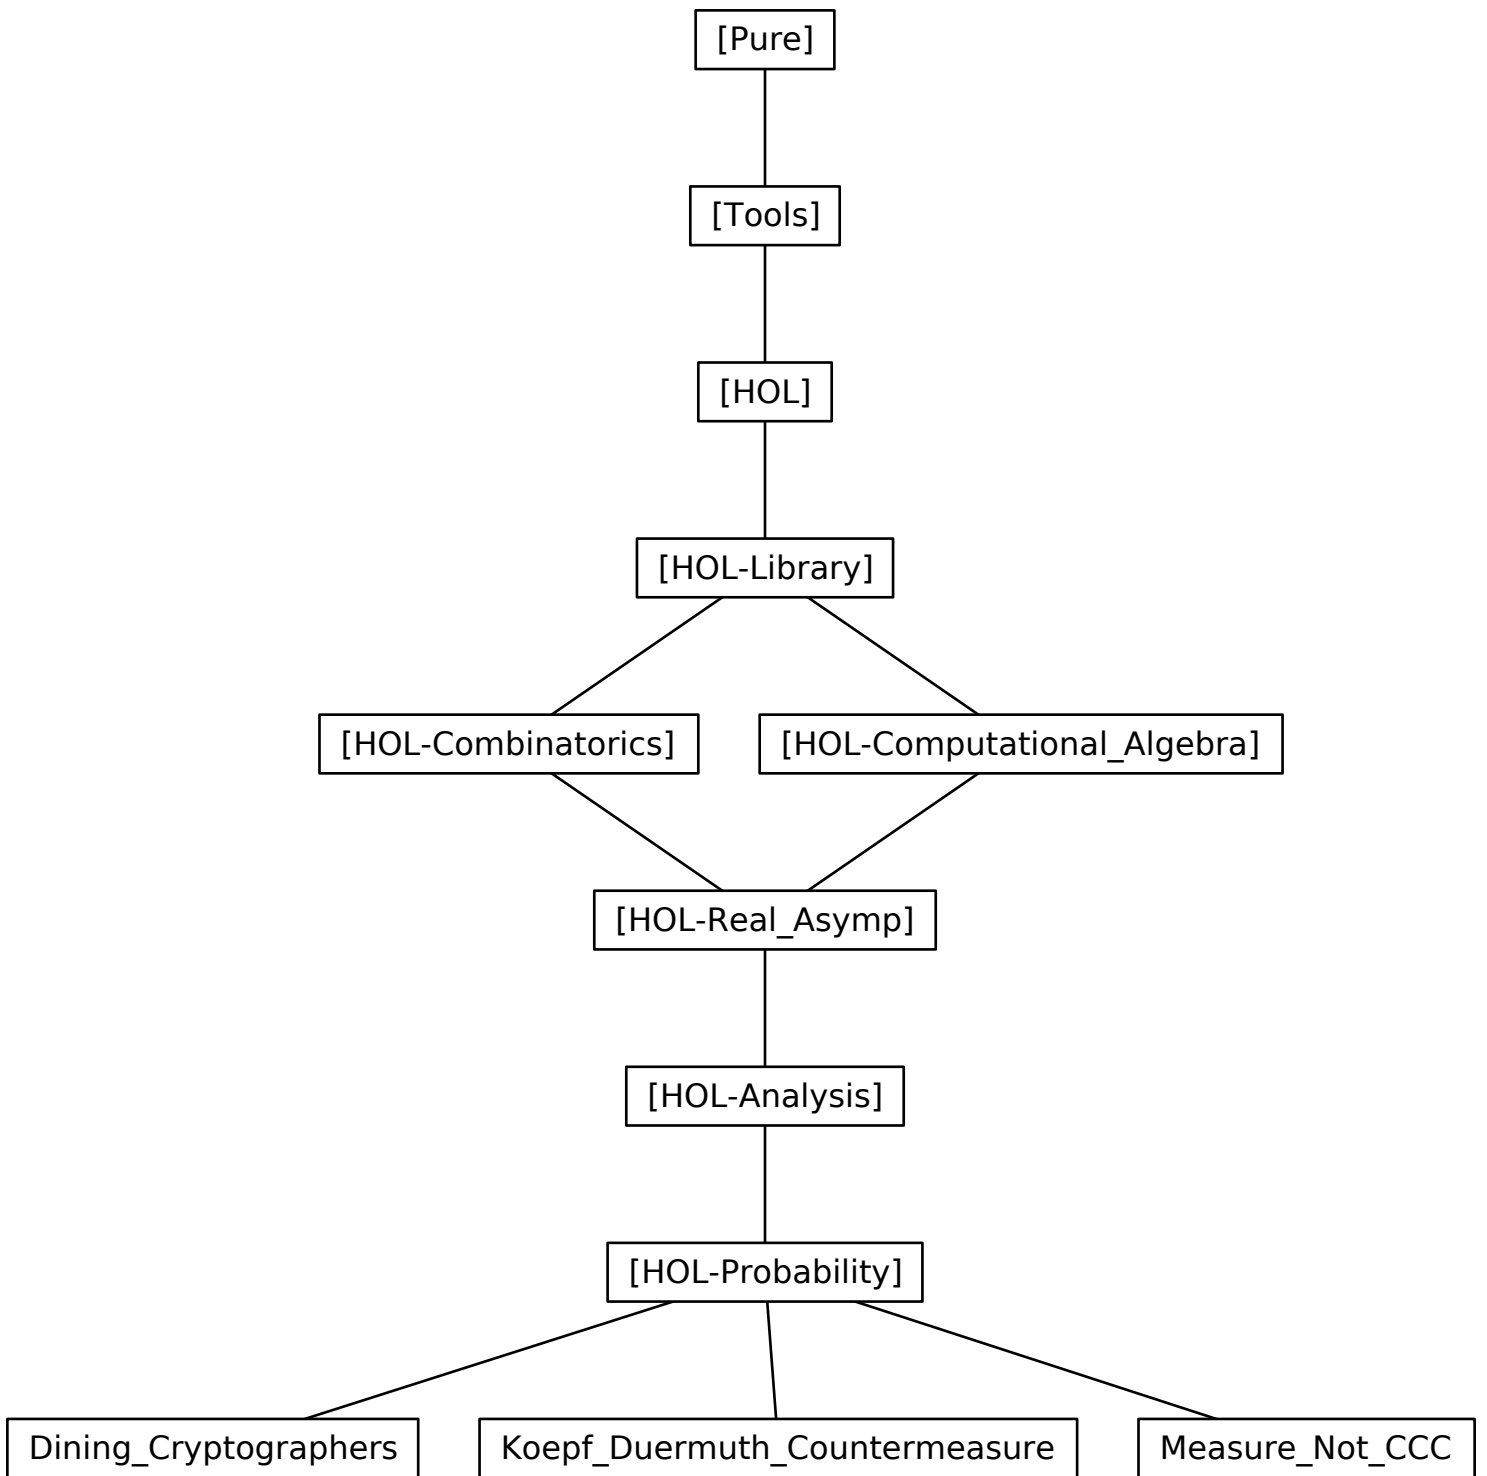 [Pure]
[Tools]
[HOL]
[HOL-Library]
[HOL-Combinatorics]
[HOL-Computational_Algebra]
[HOL-Real_Asymp]
[HOL-Analysis]
[HOL-Probability]
Dining_Cryptographers
Koepf_Duermuth_Countermeasure
Measure_Not_CCC